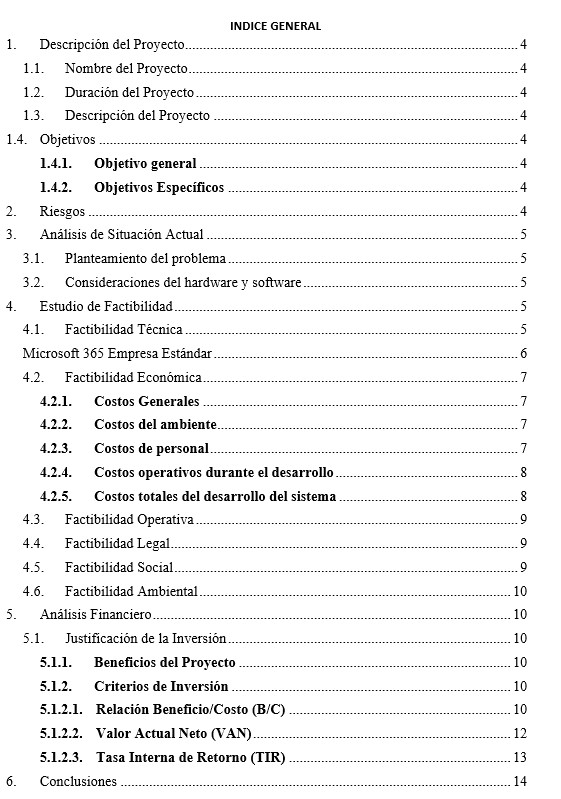 INDICE GENERAL
1. Descripción del Proyecto 4
1.1. Nombre del Proyecto 4
1.2. Duración del Proyecto 4
1.3. Descripción del Proyecto 4
1.4. Objetivos 4
1.4.1. Objetivo general 4
1.4.2. Objetivos Específicos 4
2. Riesgos 4
3. Análisis de Situación Actual 5
3.1. Planteamiento del problema 5
3.2. Consideraciones del hardware y software 5
4. Estudio de Factibilidad 5
4.1. Factibilidad Técnica 5
Microsoft 365 Empresa Estándar 6
4.2. Factibilidad Económica 7
4.2.1. Costos Generales 7
4.2.2. Costos del ambiente 7
4.2.3. Costos de personal 7
4.2.4. Costos operativos durante el desarrollo 8
4.2.5. Costos totales del desarrollo del sistema 8
4.3. Factibilidad Operativa 9
4.4. Factibilidad Legal 9
4.5. Factibilidad Social 9
4.6. Factibilidad Ambiental 10
5. Análisis Financiero 10
5.1. Justificación de la Inversión 10
5.1.1. Beneficios del Proyecto 10
5.1.2. Criterios de Inversión 10
5.1.2.1. Relación Beneficio/Costo (B/C) 10
5.1.2.2. Valor Actual Neto (VAN) 12
5.1.2.3. Tasa Interna de Retorno (TIR) 13
6. Conclusiones 14